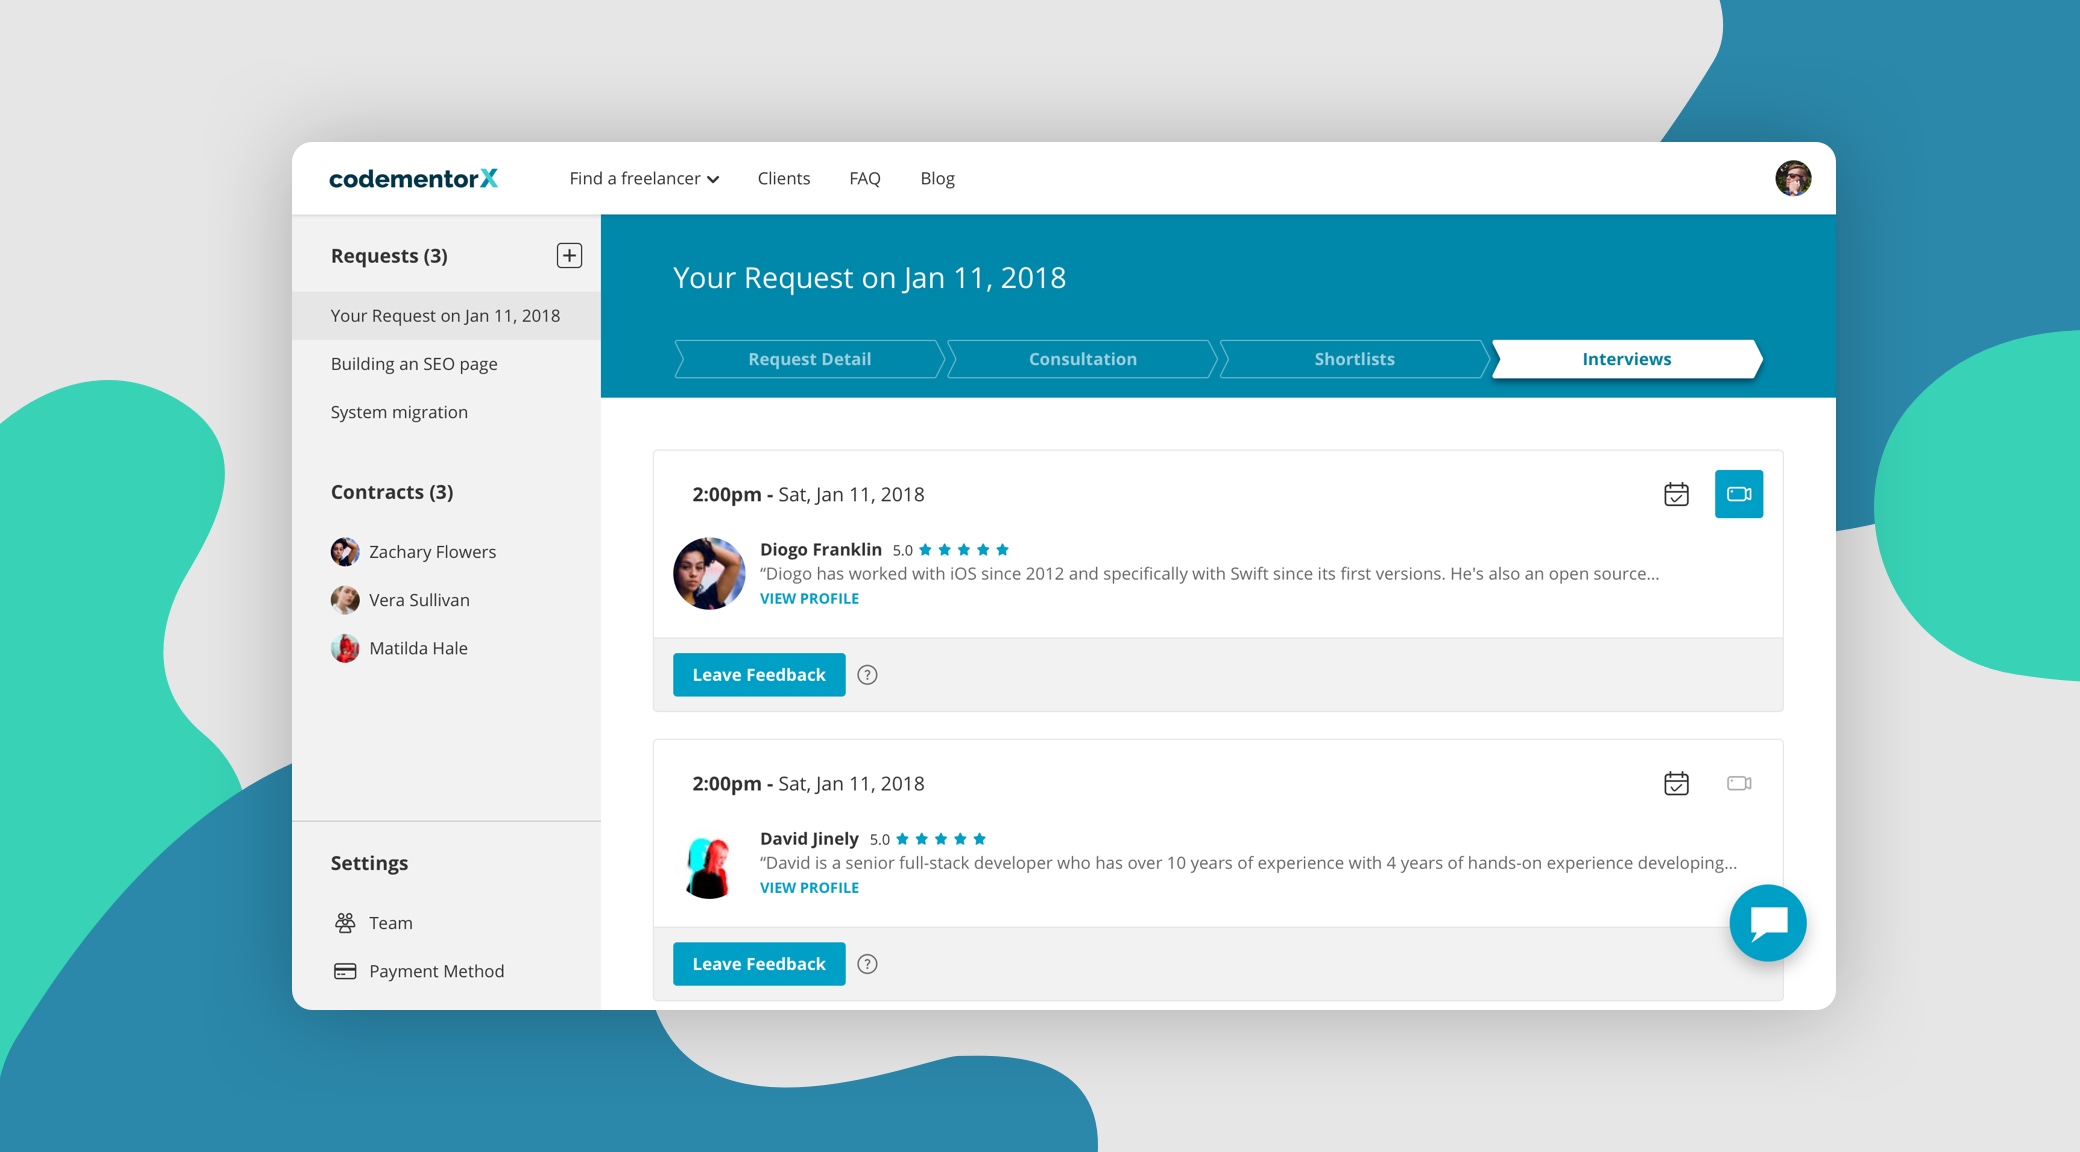 codementorX
Find a freelancer
Clients
FAQ
Blog
Requests (3)
Your Request on Jan 11, 2018
Building an SEO page
System migration
Contracts (3)
Zachary Flowers
Vera Sullivan
Matilda Hale
Settings
Team
Payment Method
Your Request on Jan 11, 2018
Request Detail
Consultation
Shortlists
Interviews
2:00pm - Sat, Jan 11, 2018
Diogo Franklin 5.0
“Diogo has worked with iOS since 2012 and specifically with Swift since its first versions. He's also an open source...
VIEW PROFILE
Leave Feedback ?
2:00pm - Sat, Jan 11, 2018
David Jinely 5.0
“David is a senior full-stack developer who has over 10 years of experience with 4 years of hands-on experience developing...
VIEW PROFILE
Leave Feedback ?